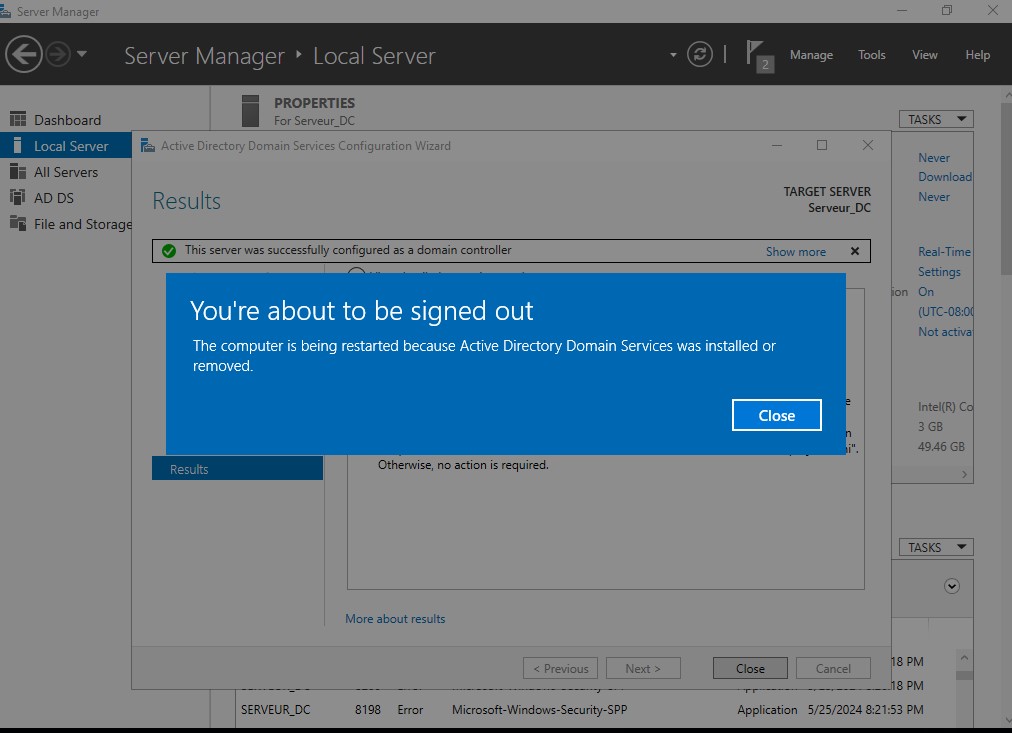 Server Manager
Server Manager ‣ Local Server
2
Manage Tools View Help
Dashboard
Local Server
All Servers
AD DS
File and Storage
PROPERTIES
For Serveur_DC
TASKS
Never
Download
Never
Real-Time
Settings
On
(UTC-08:00
Not activa
Intel(R) Co
3 GB
49.46 GB
Active Directory Domain Services Configuration Wizard
Results
TARGET SERVER
Serveur_DC
This server was successfully configured as a domain controller
Show more
You're about to be signed out
The computer is being restarted because Active Directory Domain Services was installed or
removed.
Close
Results
Otherwise, no action is required.
More about results
< Previous Next > Close Cancel
TASKS
18 PM
18 PM
SERVEUR_DC 8198 Error Microsoft-Windows-Security-SPP Application 5/25/2024 8:21:53 PM